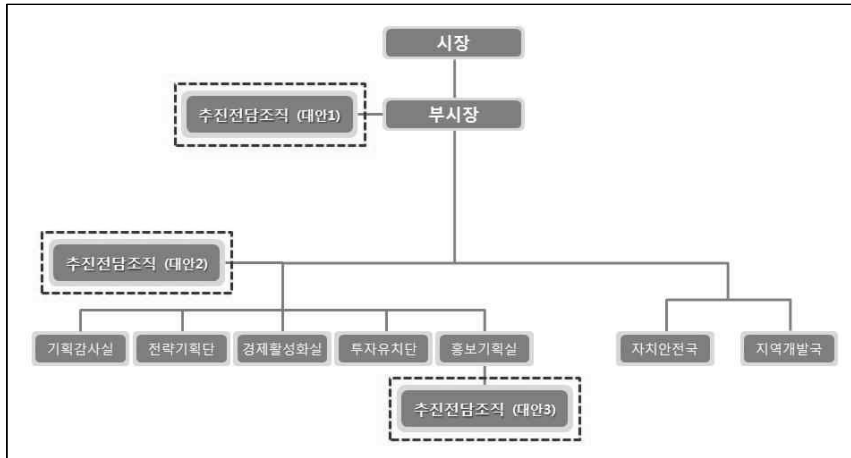 시장
추진전담조직 (대안1)
부시장
추진전담조직 (대안2)
기획감사실
전략기획단
경제활성화실
투자유치단
홍보기획실
자치안전국
지역개발국
추진전담조직 (대안3)